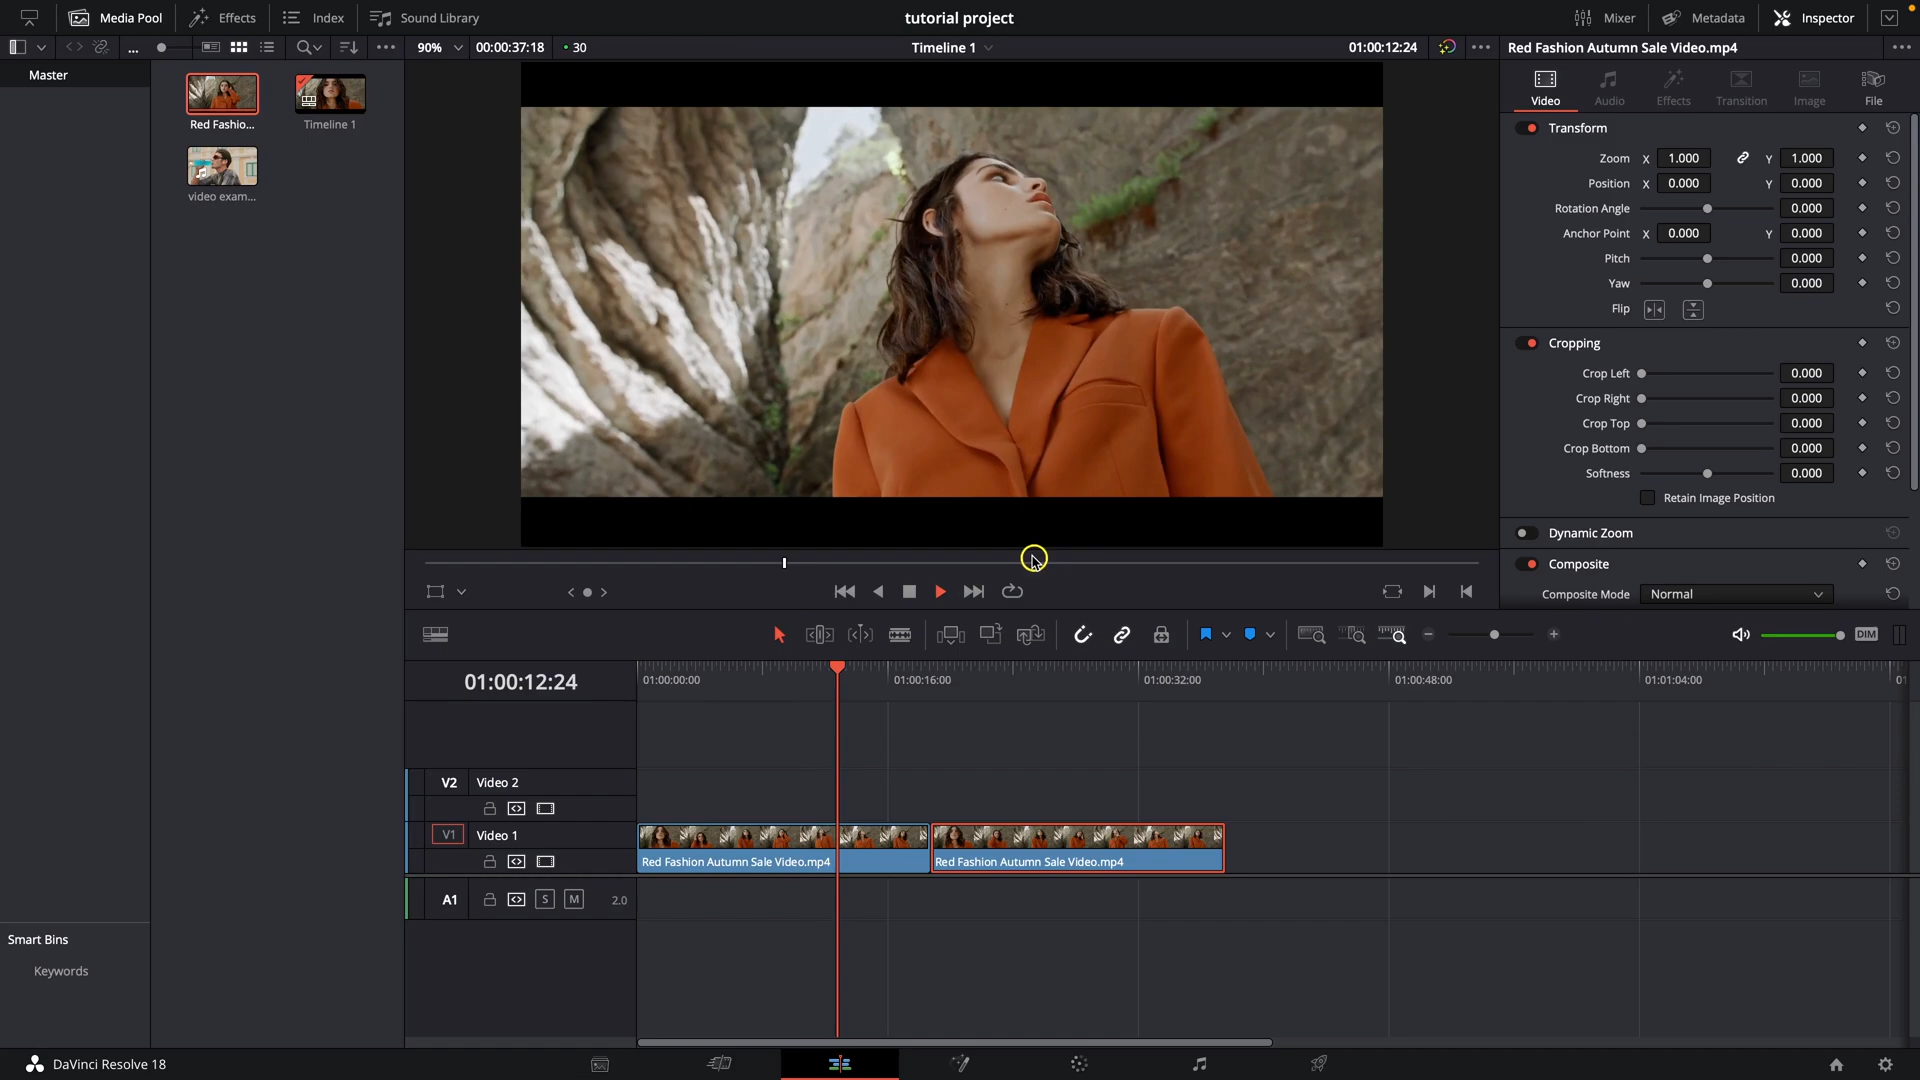 Media Pool
Effects
Index
Sound Library
tutorial project
Mixer
Metadata
Inspector
90%
00:00:37:18
30
Timeline 1
01:00:12:24
Red Fashion Autumn Sale Video.mp4
Master
Red Fashio...
Timeline 1
video exam...
Video
Audio
Effects
Transition
Image
File
Transform
Zoom X 1.000 Y 1.000
Position X 0.000 Y 0.000
Rotation Angle 0.000
Anchor Point X 0.000 Y 0.000
Pitch 0.000
Yaw 0.000
Flip
Cropping
Crop Left 0.000
Crop Right 0.000
Crop Top 0.000
Crop Bottom 0.000
Softness 0.000
Retain Image Position
Dynamic Zoom
Composite
Composite Mode Normal
DIM
01:00:12:24
01:00:00:00
01:00:16:00
01:00:32:00
01:00:48:00
01:01:04:00
V2 Video 2
V1 Video 1
Red Fashion Autumn Sale Video.mp4
Red Fashion Autumn Sale Video.mp4
A1 S M 2.0
Smart Bins
Keywords
DaVinci Resolve 18